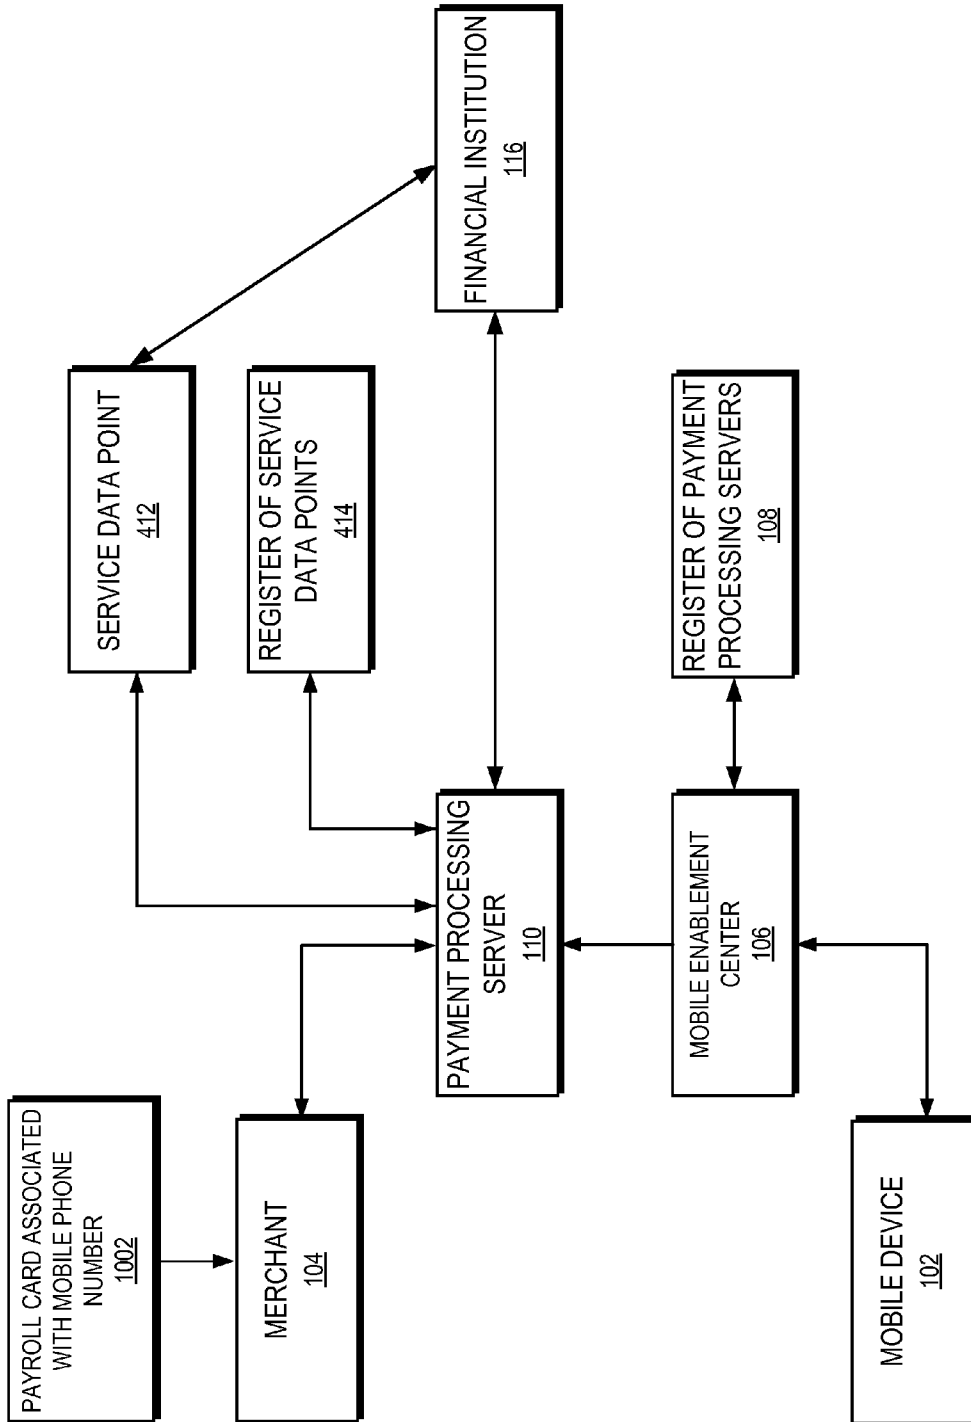 PAYROLL CARD ASSOCIATED
WITH MOBILE PHONE
NUMBER
1002
MERCHANT
104
MOBILE DEVICE
102
PAYMENT PROCESSING
SERVER
110
MOBILE ENABLEMENT
CENTER
106
SERVICE DATA POINT
412
REGISTER OF SERVICE
DATA POINTS
414
REGISTER OF PAYMENT
PROCESSING SERVERS
108
FINANCIAL INSTITUTION
116